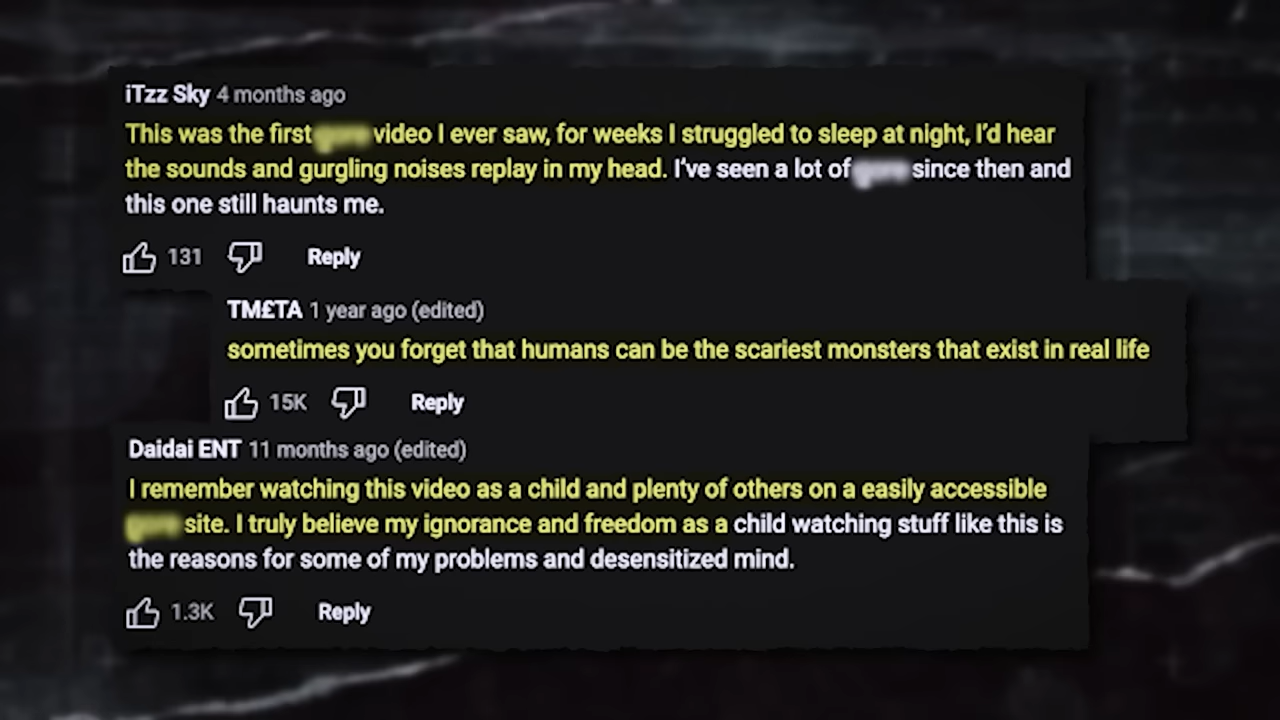 iTzz Sky 4 months ago
This was the first gore video I ever saw, for weeks I struggled to sleep at night, I'd hear
the sounds and gurgling noises replay in my head. I've seen a lot of gore since then and
this one still haunts me.
131 Reply
TM£TA 1 year ago (edited)
sometimes you forget that humans can be the scariest monsters that exist in real life
15K Reply
Daidai ENT 11 months ago (edited)
I remember watching this video as a child and plenty of others on a easily accessible
gore site. I truly believe my ignorance and freedom as a child watching stuff like this is
the reasons for some of my problems and desensitized mind.
1.3K Reply